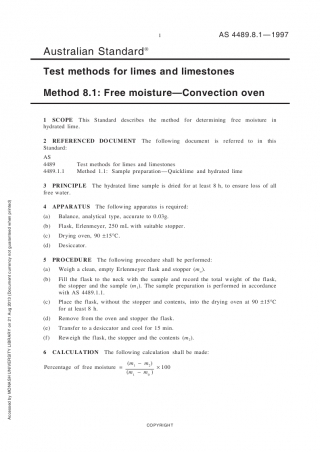 1
AS 4489.8.1—1997
Australian Standard®
Test methods for limes and limestones
Method 8.1: Free moisture—Convection oven
1 SCOPE This Standard describes the method for determining free moisture in
hydrated lime.
2 REFERENCED DOCUMENT The following document is referred to in this
Standard:
AS
4489 Test methods for limes and limestones
4489.1.1 Method 1.1: Sample preparation—Quicklime and hydrated lime
3 PRINCIPLE The hydrated lime sample is dried for at least 8 h, to ensure loss of all
free water.
4 APPARATUS The following apparatus is required:
(a) Balance, analytical type, accurate to 0.03g.
(b) Flask, Erlenmeyer, 250 mL with suitable stopper.
(c) Drying oven, 90 ±15°C.
(d) Desiccator.
5 PROCEDURE The following procedure shall be performed:
(a) Weigh a clean, empty Erlenmeyer flask and stopper (m₀).
(b) Fill the flask to the neck with the sample and record the total weight of the flask,
the stopper and the sample (m₁). The sample preparation is performed in accordance
with AS 4489.1.1.
(c) Place the flask, without the stopper and contents, into the drying oven at 90 ±15°C
for at least 8 h.
(d) Remove from the oven and stopper the flask.
(e) Transfer to a desiccator and cool for 15 min.
(f) Reweigh the flask, the stopper and the contents (m₂).
6 CALCULATION The following calculation shall be made:
Percentage of free moisture = (m₁ − m₂) / (m₁ − m₀) × 100
COPYRIGHT
Accessed by MONASH UNIVERSITY LIBRARY on 21 Aug 2013 (Document currency not guaranteed when printed)